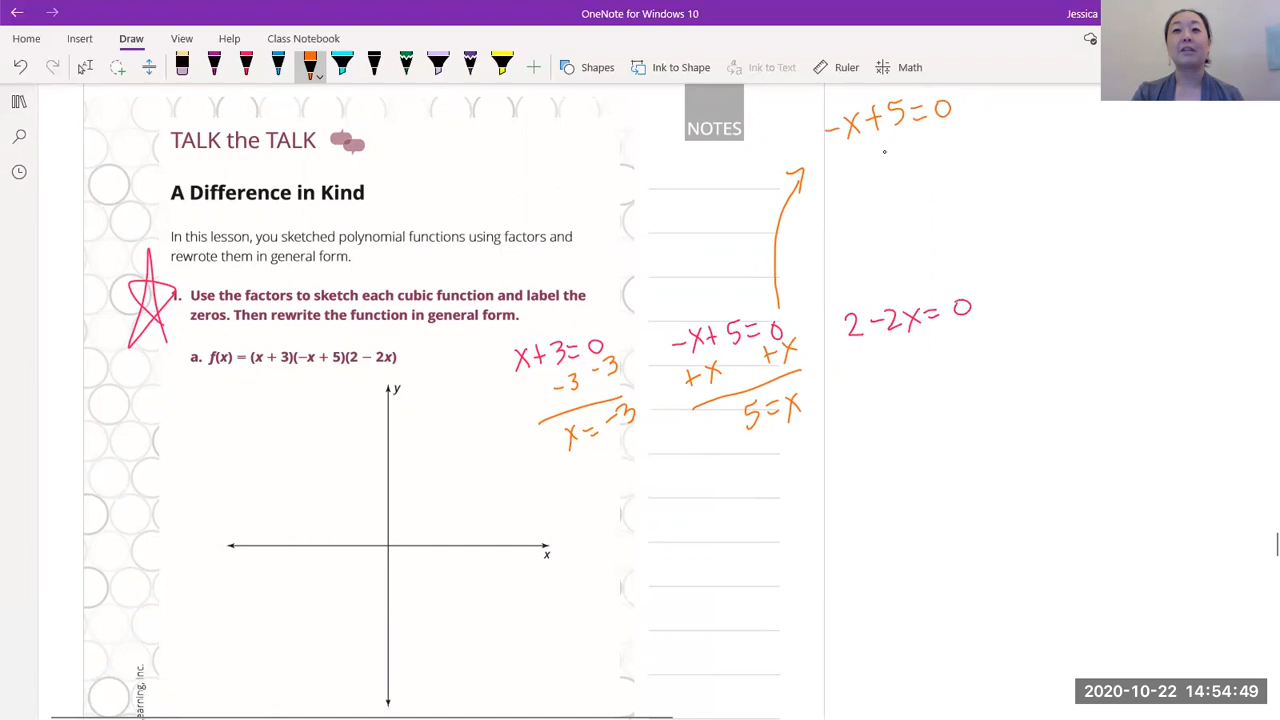 OneNote for Windows 10
Jessica
Home Insert Draw View Help Class Notebook
Shapes Ink to Shape Ink to Text Ruler Math
NOTES
TALK the TALK
A Difference in Kind
In this lesson, you sketched polynomial functions using factors and
rewrote them in general form.
1. Use the factors to sketch each cubic function and label the
zeros. Then rewrite the function in general form.
a. f(x) = (x + 3)(−x + 5)(2 − 2x)
y
x
x+3=0
-3 -3
x=-3
-x+5=0
+x +x
5=x
-x+5=0
2-2x=0
earning, Inc.
2020-10-22 14:54:49